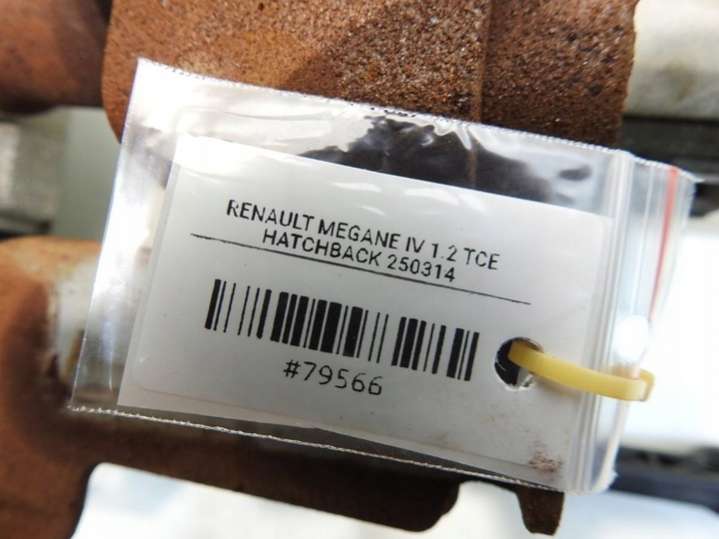 RENAULT MEGANE IV 1.2 TCE
HATCHBACK 250314
#79566